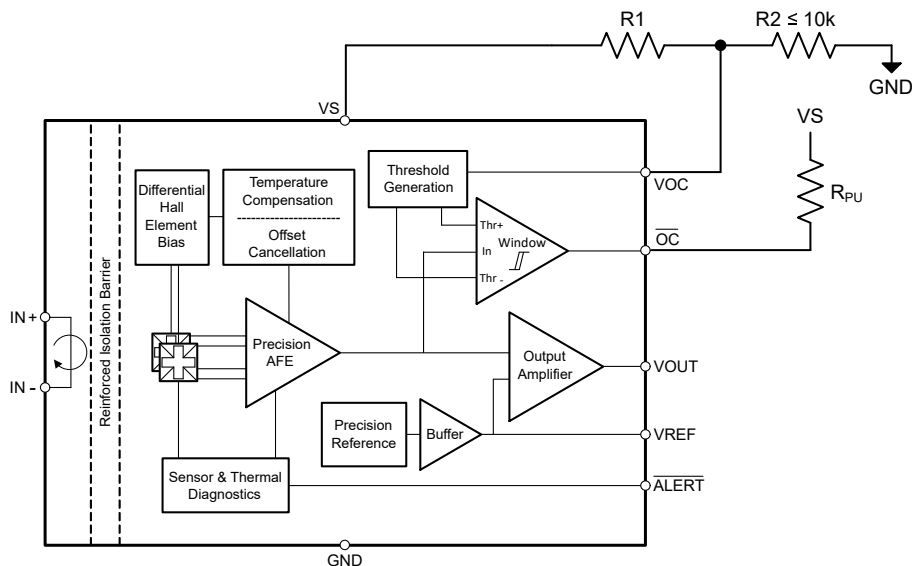 R1
R2 ≤ 10k
GND
VS
VS
R_PU
VOC
OC
VOUT
VREF
ALERT
GND
IN +
IN -
Reinforced Isolation Barrier
Differential
Hall
Element
Bias
Temperature
Compensation
Offset
Cancellation
Threshold
Generation
Thr+
In
Thr -
Window
Precision
AFE
Output
Amplifier
Precision
Reference
Buffer
Sensor & Thermal
Diagnostics